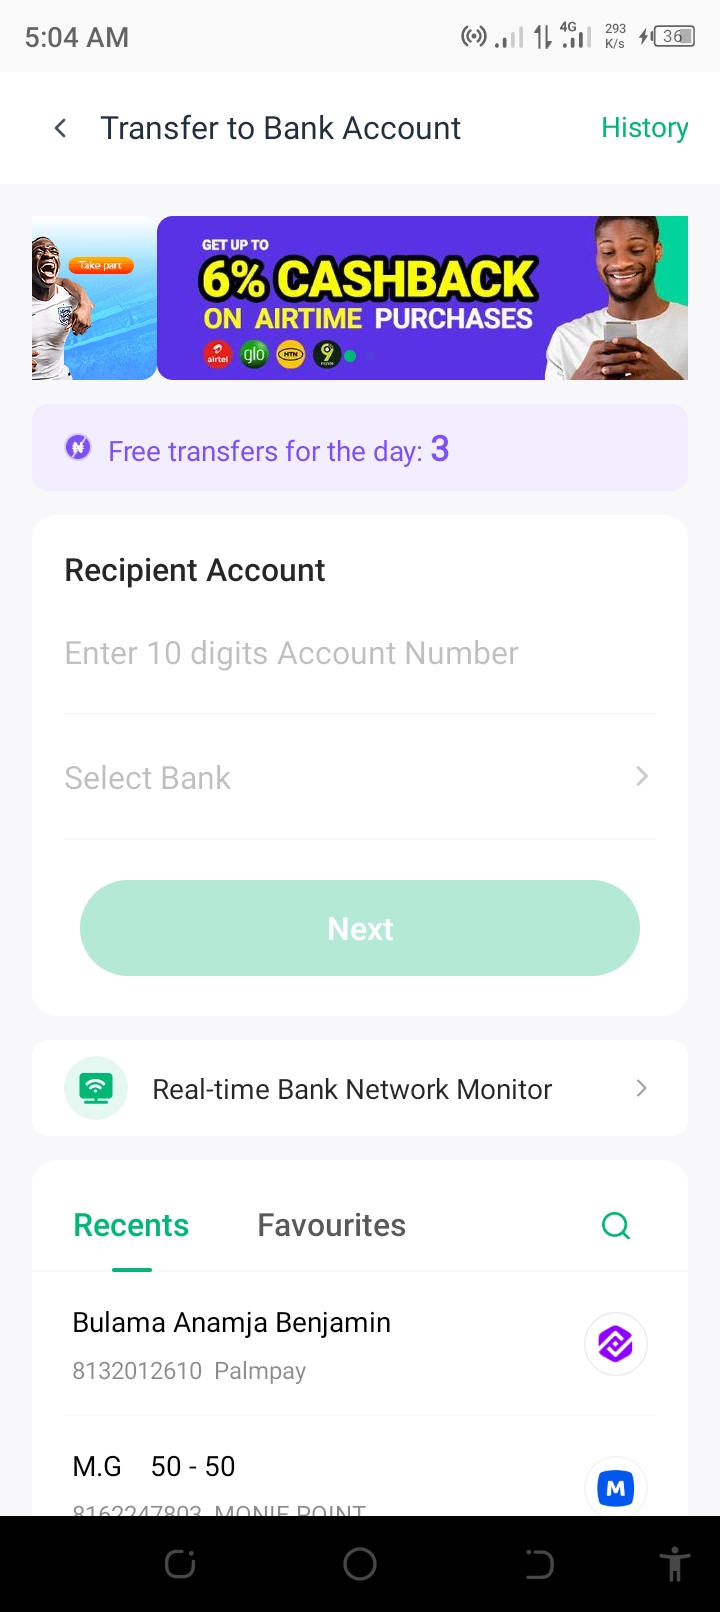 5:04 AM
4G
293
K/s
36
Transfer to Bank Account
History
Take part
GET UP TO
6% CASHBACK
ON AIRTIME PURCHASES
airtel
glo
MTN
9
mobile
Free transfers for the day: 3
Recipient Account
Enter 10 digits Account Number
Select Bank
Next
Real-time Bank Network Monitor
Recents
Favourites
Bulama Anamja Benjamin
8132012610 Palmpay
M.G 50 - 50
M
8162247803 MONIE POINT